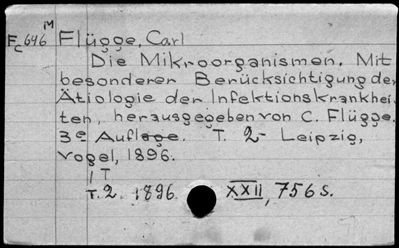 M
Fc 646 Flügge, Carl
Die Mikroorganismen. Mit
besonderer Berücksichtigung der
Ätiologie der Infektionskrankhei,
ten, herausgegeben von C. Flügge.
3e Auflage. T. 2- Leipzig,
Vogel, 1896.
1 T
T. 2. 1896. XXII, 756 S.